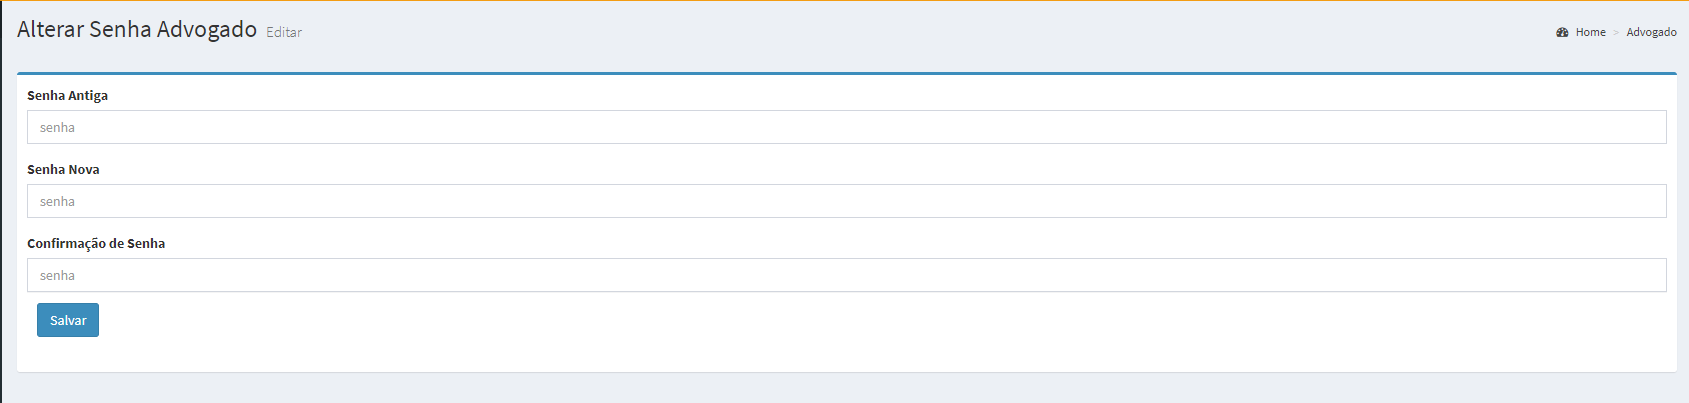 Alterar Senha Advogado Editar
Home > Advogado
Senha Antiga
senha
Senha Nova
senha
Confirmação de Senha
senha
Salvar